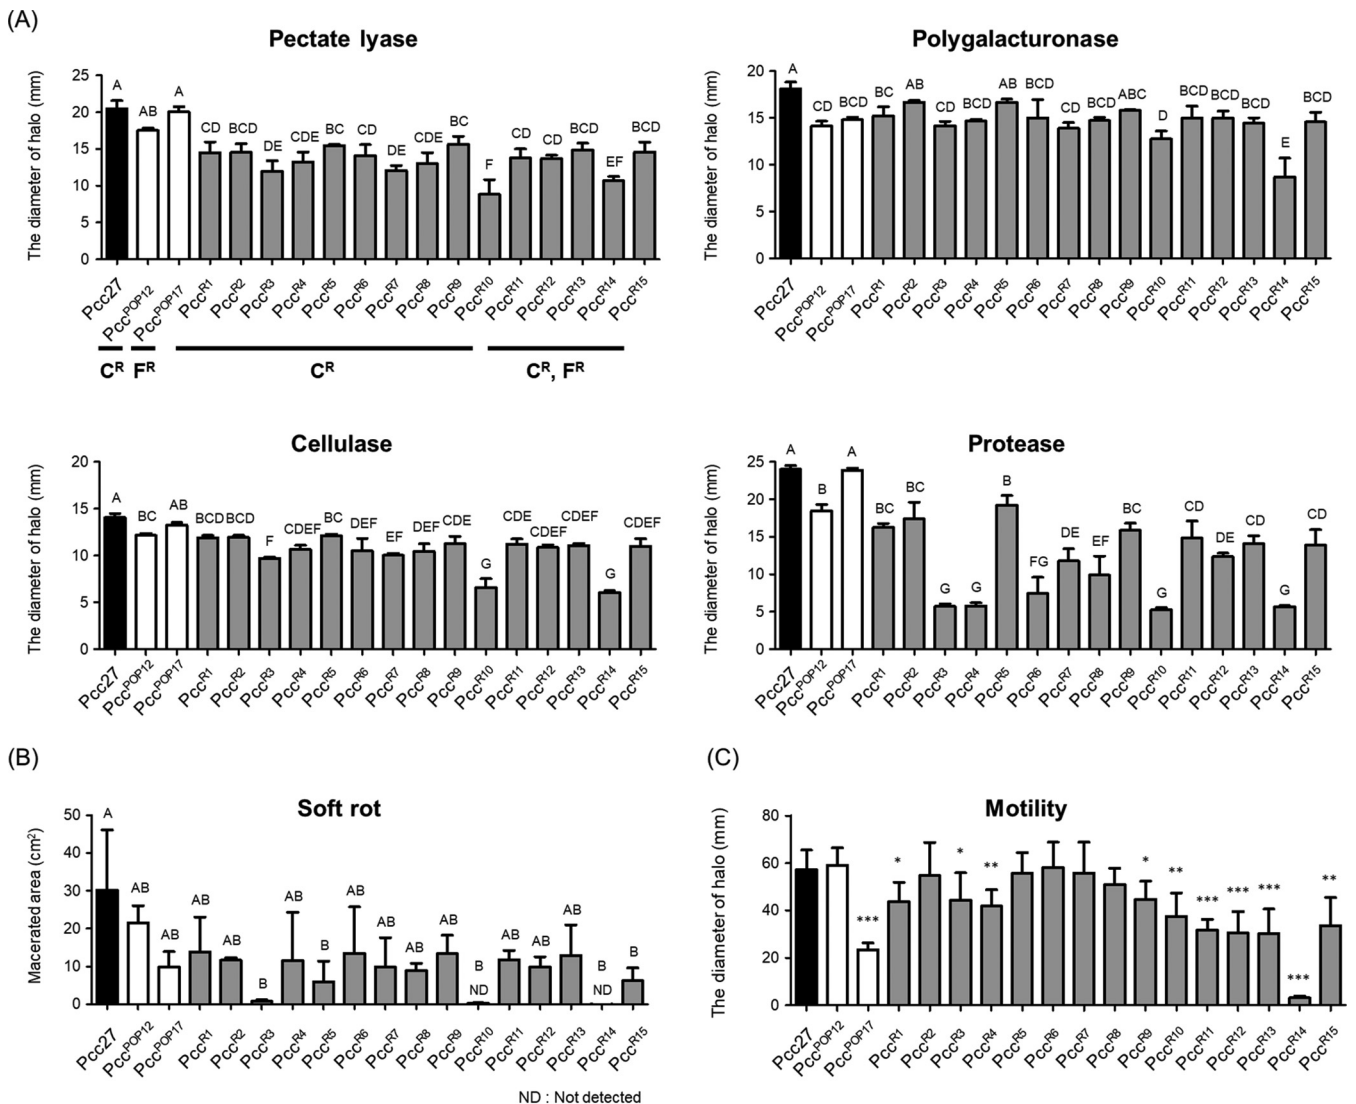 (A)
Pectate lyase
The diameter of halo (mm)
25
20
15
10
5
0
A AB A CD BCD DE CDE BC CD DE CDE BC F CD CD BCD EF BCD
Pcc27 Pcc^POP12 Pcc^POP17 Pcc^R1 Pcc^R2 Pcc^R3 Pcc^R4 Pcc^R5 Pcc^R6 Pcc^R7 Pcc^R8 Pcc^R9 Pcc^R10 Pcc^R11 Pcc^R12 Pcc^R13 Pcc^R14 Pcc^R15
C^R F^R C^R C^R, F^R
Polygalacturonase
The diameter of halo (mm)
20
15
10
5
0
A CD BCD BC AB CD BCD AB BCD CD BCD ABC D BCD BCD BCD E BCD
Pcc27 Pcc^POP12 Pcc^POP17 Pcc^R1 Pcc^R2 Pcc^R3 Pcc^R4 Pcc^R5 Pcc^R6 Pcc^R7 Pcc^R8 Pcc^R9 Pcc^R10 Pcc^R11 Pcc^R12 Pcc^R13 Pcc^R14 Pcc^R15
Cellulase
The diameter of halo (mm)
20
15
10
5
0
A BC AB BCD BCD F CDEF BC DEF EF DEF CDE G CDE CDEF CDEF G CDEF
Pcc27 Pcc^POP12 Pcc^POP17 Pcc^R1 Pcc^R2 Pcc^R3 Pcc^R4 Pcc^R5 Pcc^R6 Pcc^R7 Pcc^R8 Pcc^R9 Pcc^R10 Pcc^R11 Pcc^R12 Pcc^R13 Pcc^R14 Pcc^R15
Protease
The diameter of halo (mm)
25
20
15
10
5
0
A B A BC BC G G B FG DE EF BC G CD DE CD G CD
Pcc27 Pcc^POP12 Pcc^POP17 Pcc^R1 Pcc^R2 Pcc^R3 Pcc^R4 Pcc^R5 Pcc^R6 Pcc^R7 Pcc^R8 Pcc^R9 Pcc^R10 Pcc^R11 Pcc^R12 Pcc^R13 Pcc^R14 Pcc^R15
(B)
Soft rot
Macerated area (cm²)
50
40
30
20
10
0
A AB AB AB AB B AB B AB AB AB AB B AB AB AB B B
ND ND
Pcc27 Pcc^POP12 Pcc^POP17 Pcc^R1 Pcc^R2 Pcc^R3 Pcc^R4 Pcc^R5 Pcc^R6 Pcc^R7 Pcc^R8 Pcc^R9 Pcc^R10 Pcc^R11 Pcc^R12 Pcc^R13 Pcc^R14 Pcc^R15
ND : Not detected
(C)
Motility
The diameter of halo (mm)
80
60
40
20
0
*** * * ** * ** *** *** *** *** **
Pcc27 Pcc^POP12 Pcc^POP17 Pcc^R1 Pcc^R2 Pcc^R3 Pcc^R4 Pcc^R5 Pcc^R6 Pcc^R7 Pcc^R8 Pcc^R9 Pcc^R10 Pcc^R11 Pcc^R12 Pcc^R13 Pcc^R14 Pcc^R15